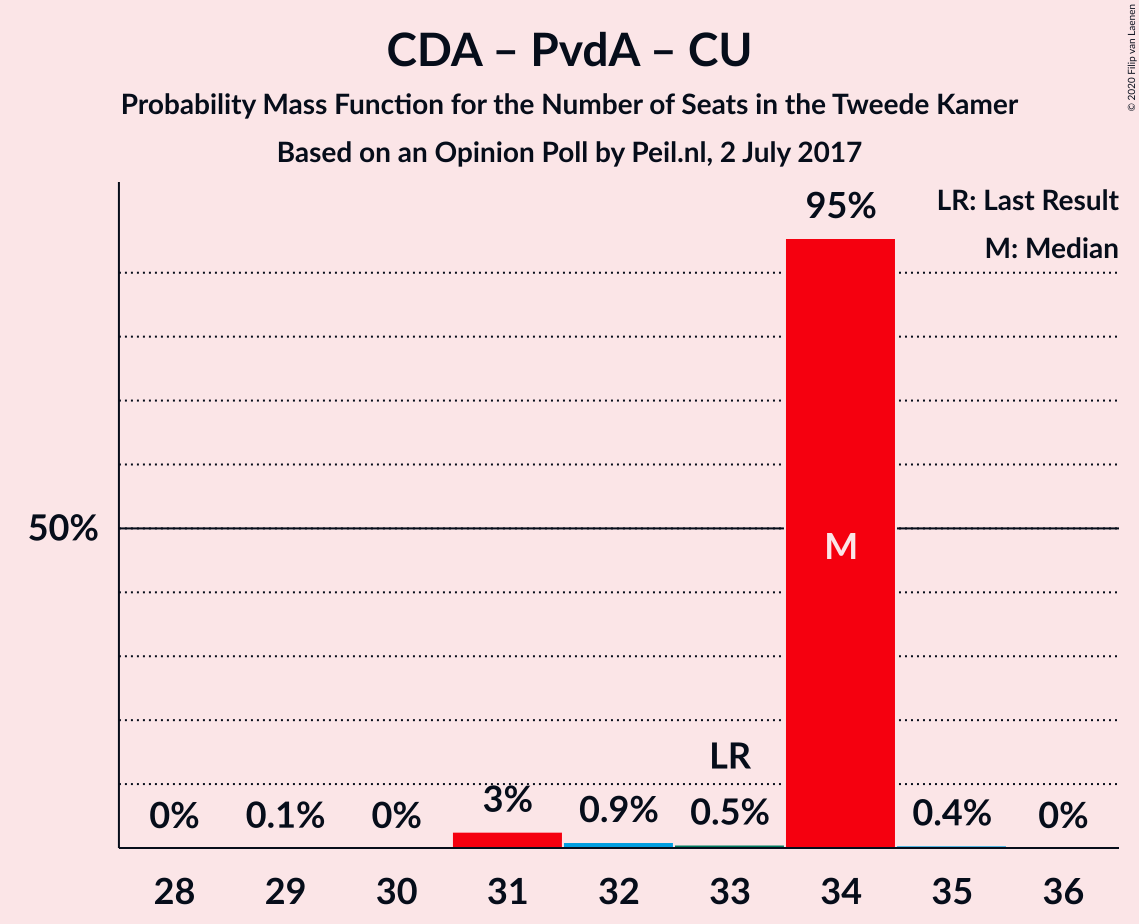 CDA – PvdA – CU
Probability Mass Function for the Number of Seats in the Tweede Kamer
Based on an Opinion Poll by Peil.nl, 2 July 2017
© 2020 Filip van Laenen
LR: Last Result
M: Median
95%
50%
M
LR
0%
0.1%
0%
3%
0.9%
0.5%
0.4%
0%
28 29 30 31 32 33 34 35 36